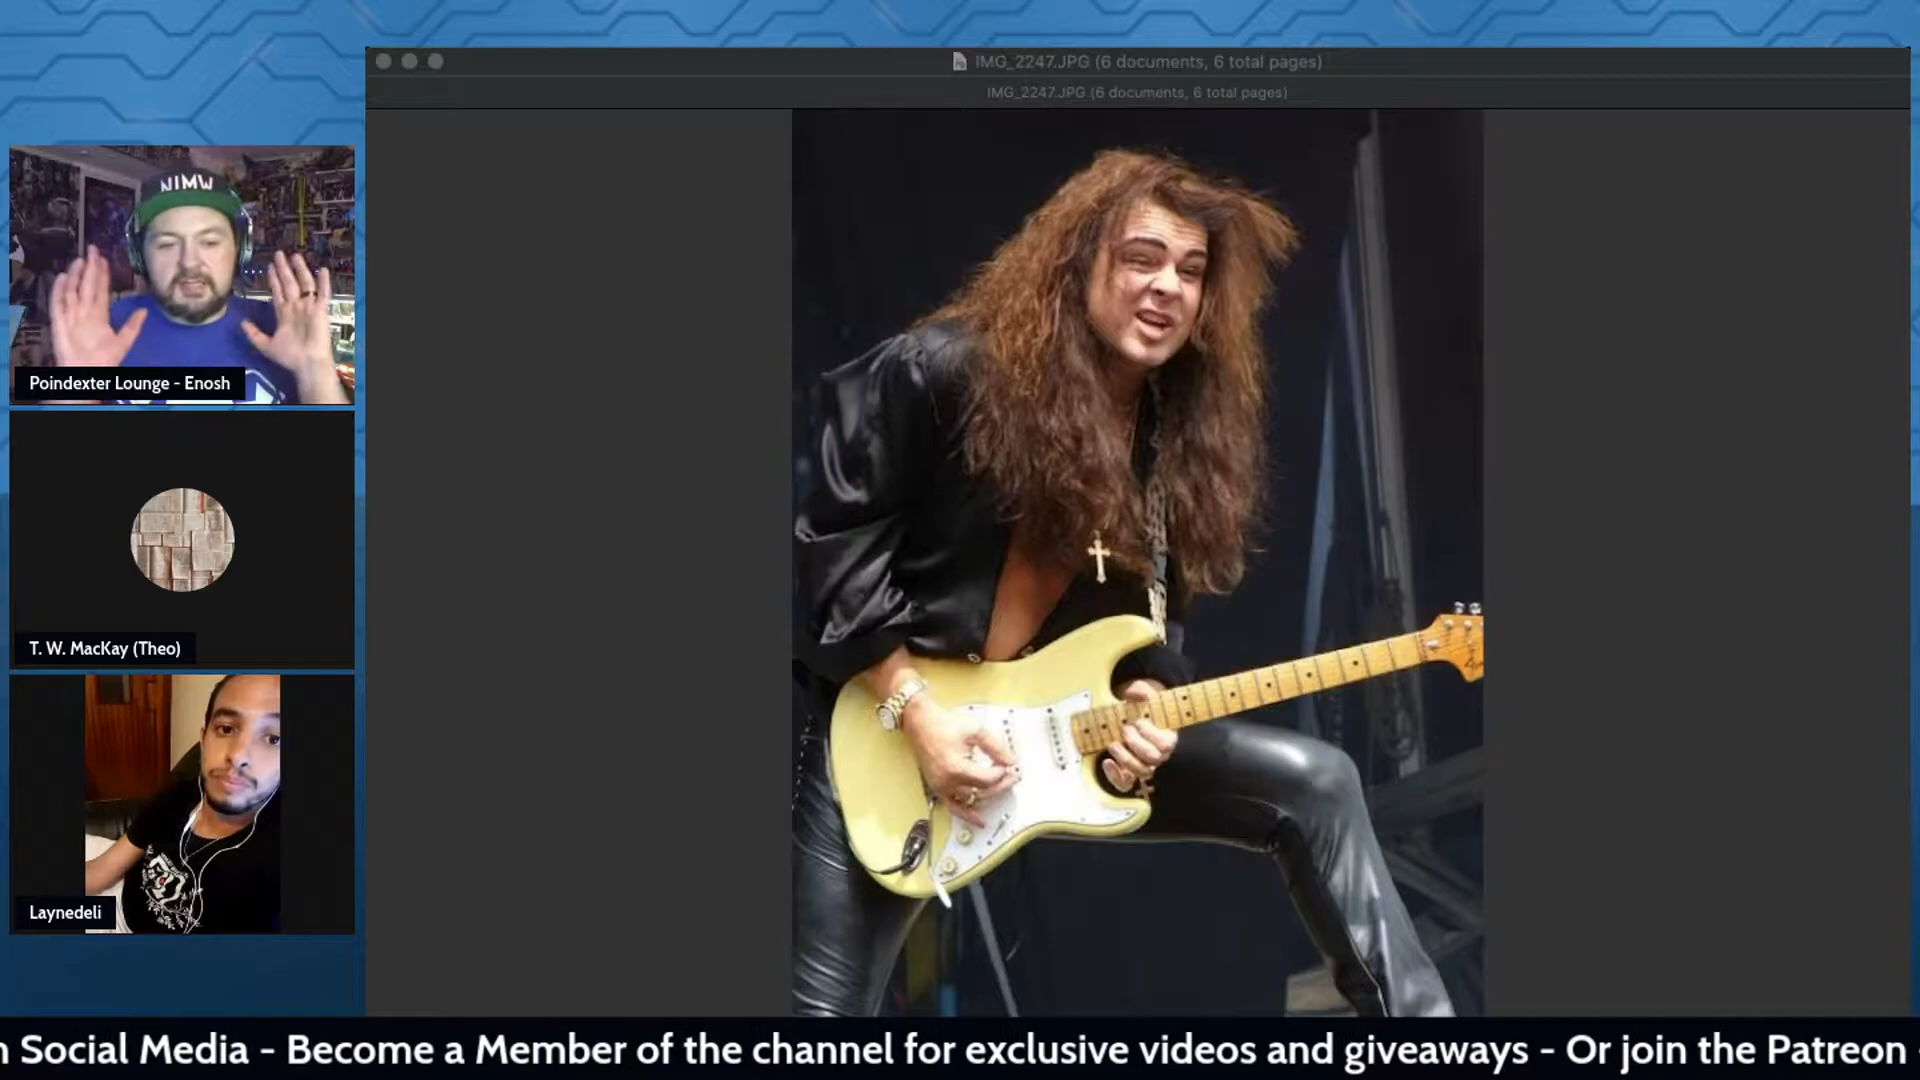 IMG_2247.JPG (6 documents, 6 total pages)
IMG_2247.JPG (6 documents, 6 total pages)
NIMW
Poindexter Lounge - Enosh
T. W. MacKay (Theo)
Laynedeli
n Social Media - Become a Member of the channel for exclusive videos and giveaways - Or join the Patreon